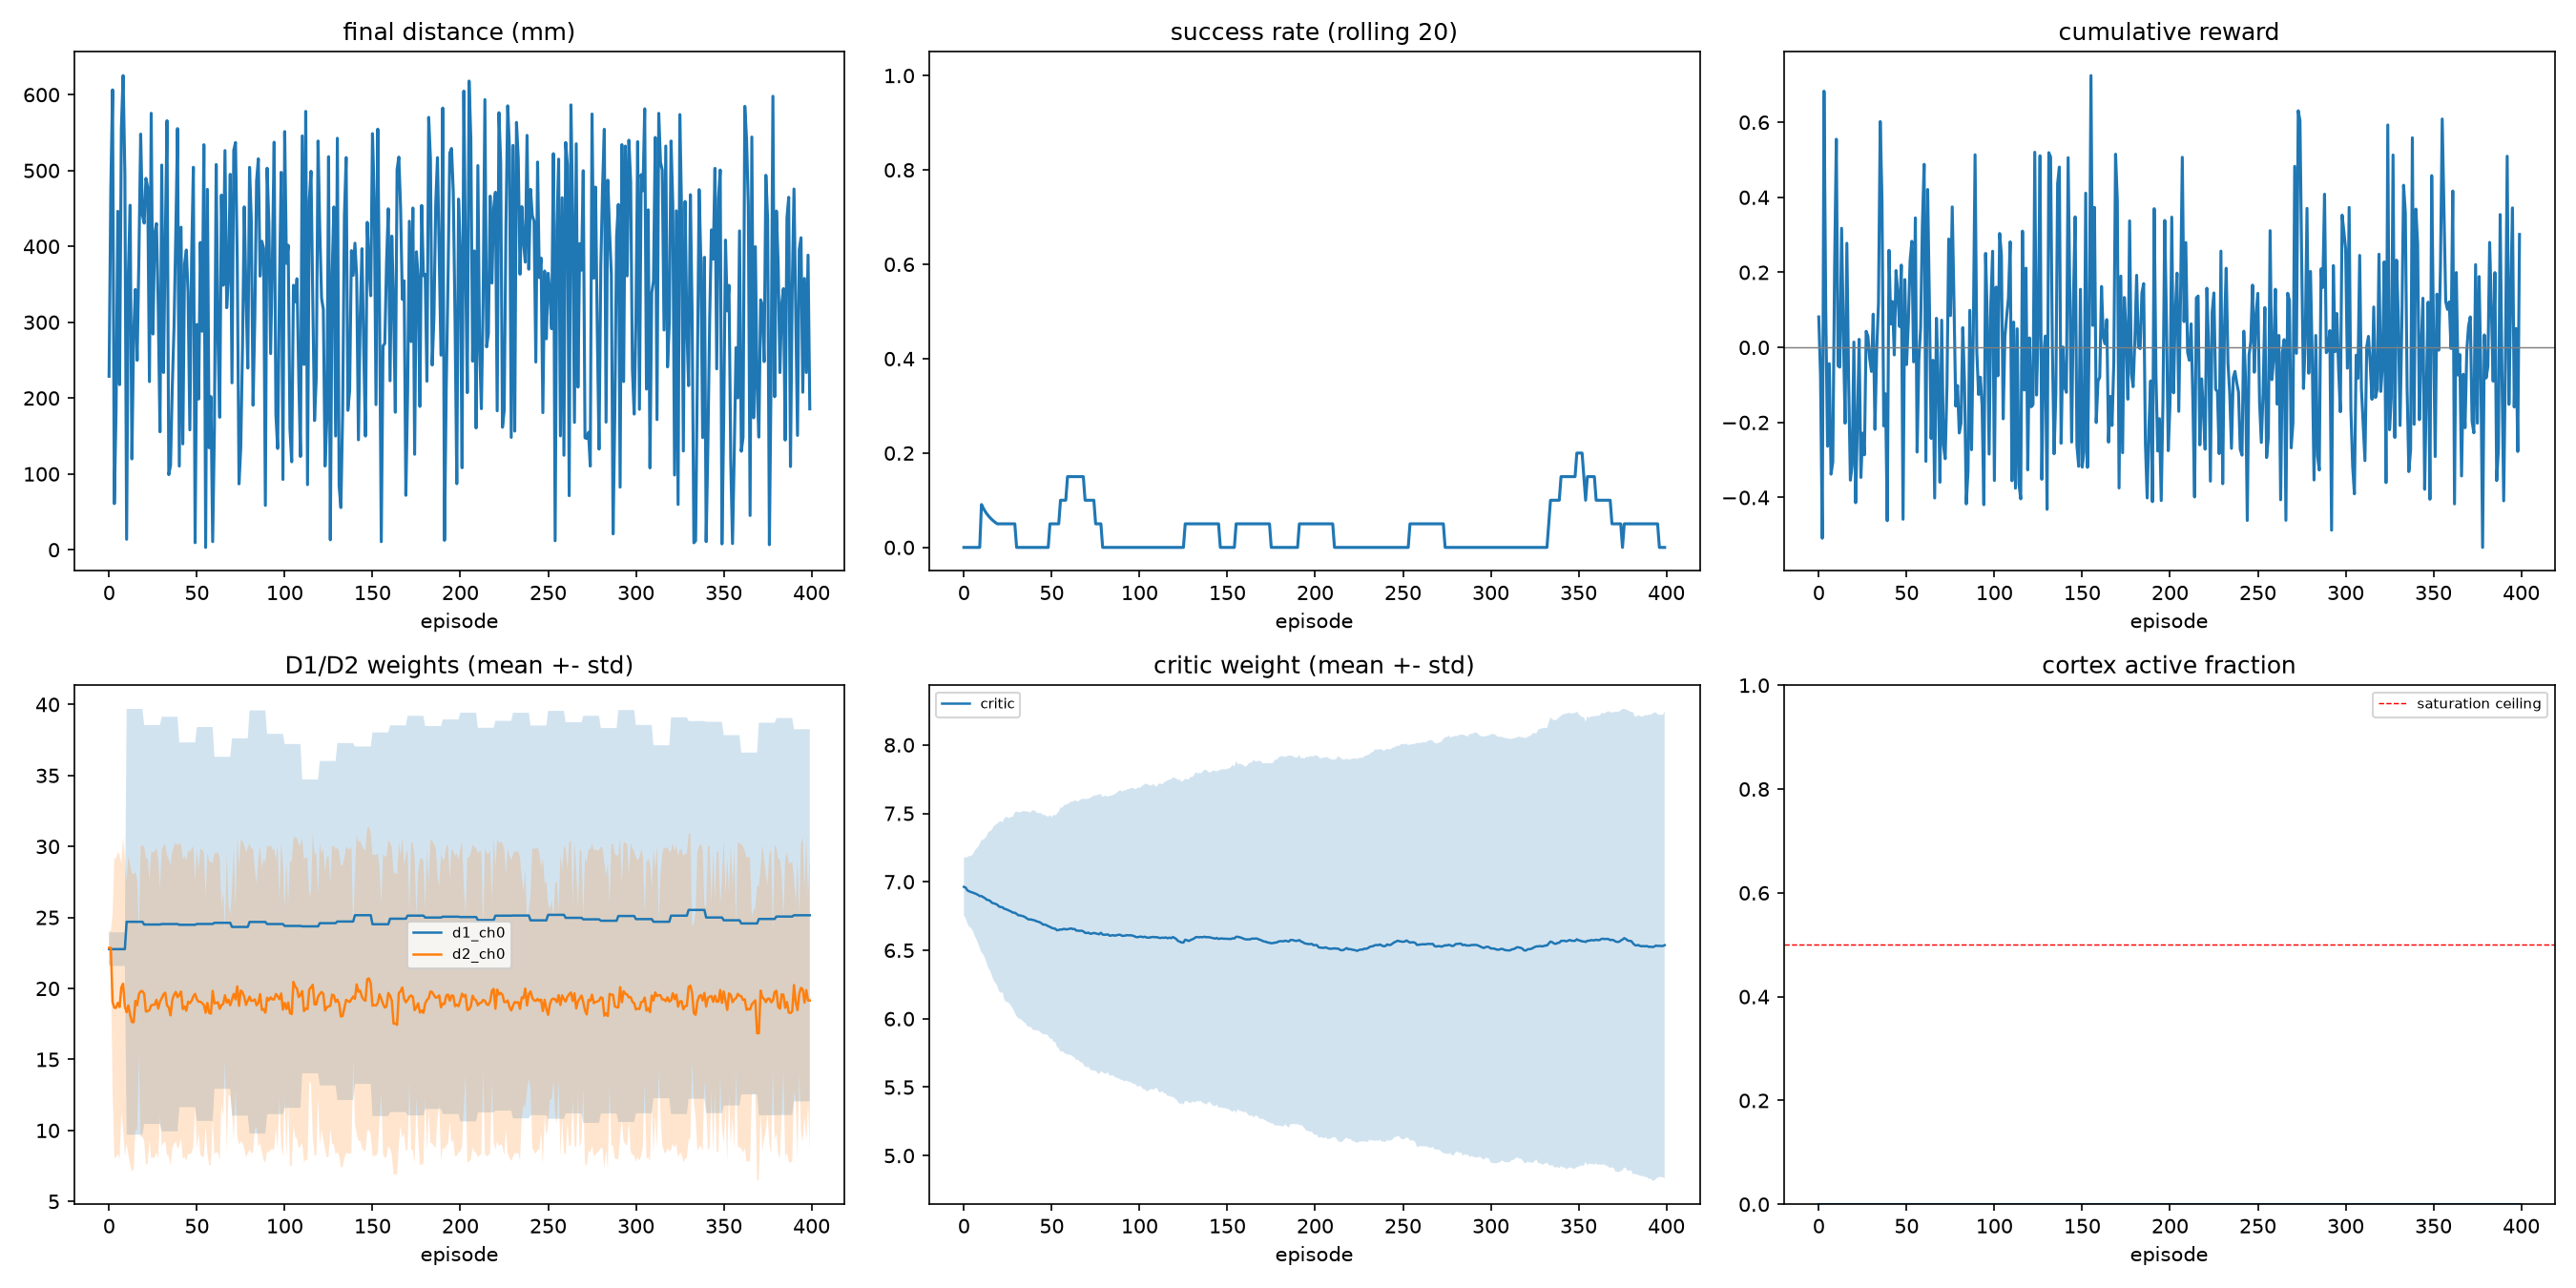 final distance (mm)
600
500
400
300
200
100
0
0 50 100 150 200 250 300 350 400
episode
success rate (rolling 20)
1.0
0.8
0.6
0.4
0.2
0.0
0 50 100 150 200 250 300 350 400
episode
cumulative reward
0.6
0.4
0.2
0.0
−0.2
−0.4
0 50 100 150 200 250 300 350 400
episode
D1/D2 weights (mean +- std)
40
35
30
25
20
15
10
5
d1_ch0
d2_ch0
0 50 100 150 200 250 300 350 400
episode
critic weight (mean +- std)
critic
8.0
7.5
7.0
6.5
6.0
5.5
5.0
0 50 100 150 200 250 300 350 400
episode
cortex active fraction
1.0
saturation ceiling
0.8
0.6
0.4
0.2
0.0
0 50 100 150 200 250 300 350 400
episode